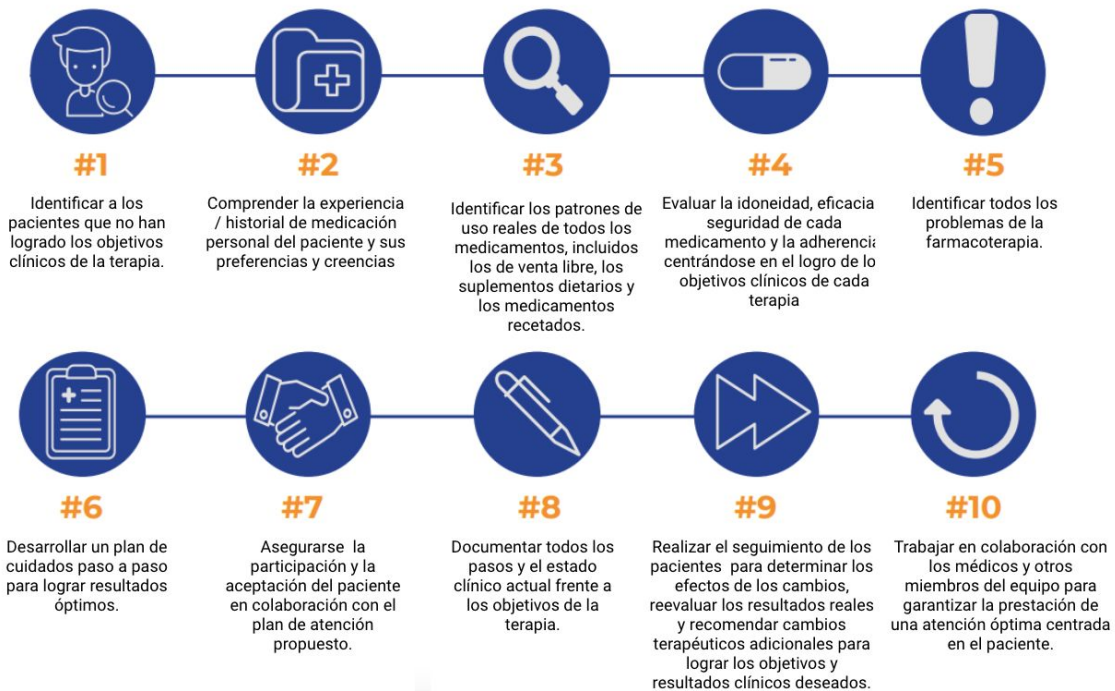 #1
Identificar a los
pacientes que no han
logrado los objetivos
clínicos de la terapia.
#2
Comprender la experiencia
/ historial de medicación
personal del paciente y sus
preferencias y creencias
#3
Identificar los patrones de
uso reales de todos los
medicamentos, incluidos
los de venta libre, los
suplementos dietarios y
los medicamentos
recetados.
#4
Evaluar la idoneidad, eficacia
seguridad de cada
medicamento y la adherencia
centrándose en el logro de lo
objetivos clínicos de cada
terapia
#5
Identificar todos los
problemas de la
farmacoterapia.
#6
Desarrollar un plan de
cuidados paso a paso
para lograr resultados
óptimos.
#7
Asegurarse la
participación y la
aceptación del paciente
en colaboración con el
plan de atención
propuesto.
#8
Documentar todos los
pasos y el estado
clínico actual frente a
los objetivos de la
terapia.
#9
Realizar el seguimiento de los
pacientes para determinar los
efectos de los cambios,
reevaluar los resultados reales
y recomendar cambios
terapéuticos adicionales para
lograr los objetivos y
resultados clínicos deseados.
#10
Trabajar en colaboración con
los médicos y otros
miembros del equipo para
garantizar la prestación de
una atención óptima centrada
en el paciente.